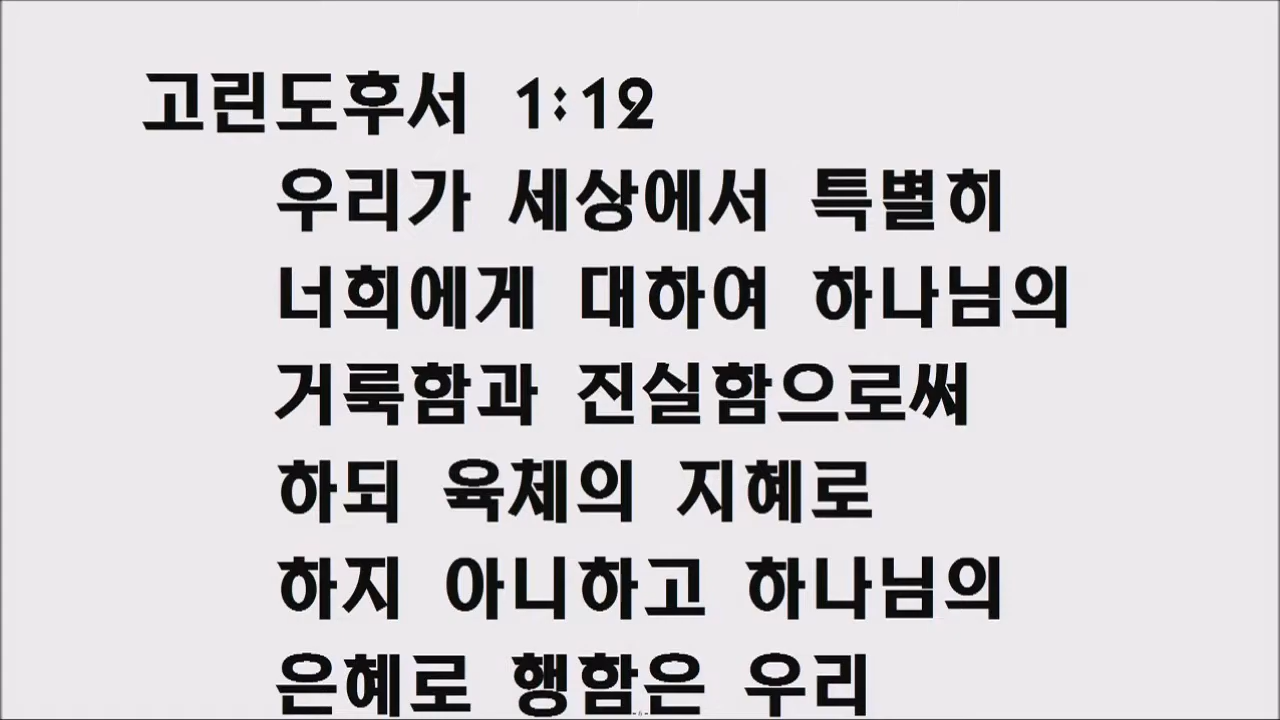 고린도후서 1:12
우리가 세상에서 특별히
너희에게 대하여 하나님의
거룩함과 진실함으로써
하되 육체의 지혜로
하지 아니하고 하나님의
은혜로 행함은 우리